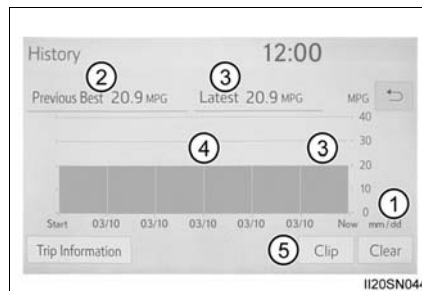 History 12:00
② ③
Previous Best 20.9 MPG Latest 20.9 MPG MPG
40
④ ③ 30
20
10 ①
0
Start 03/10 03/10 03/10 03/10 03/10 Now mm/dd
Trip Information ⑤ Clip Clear
II20SN044